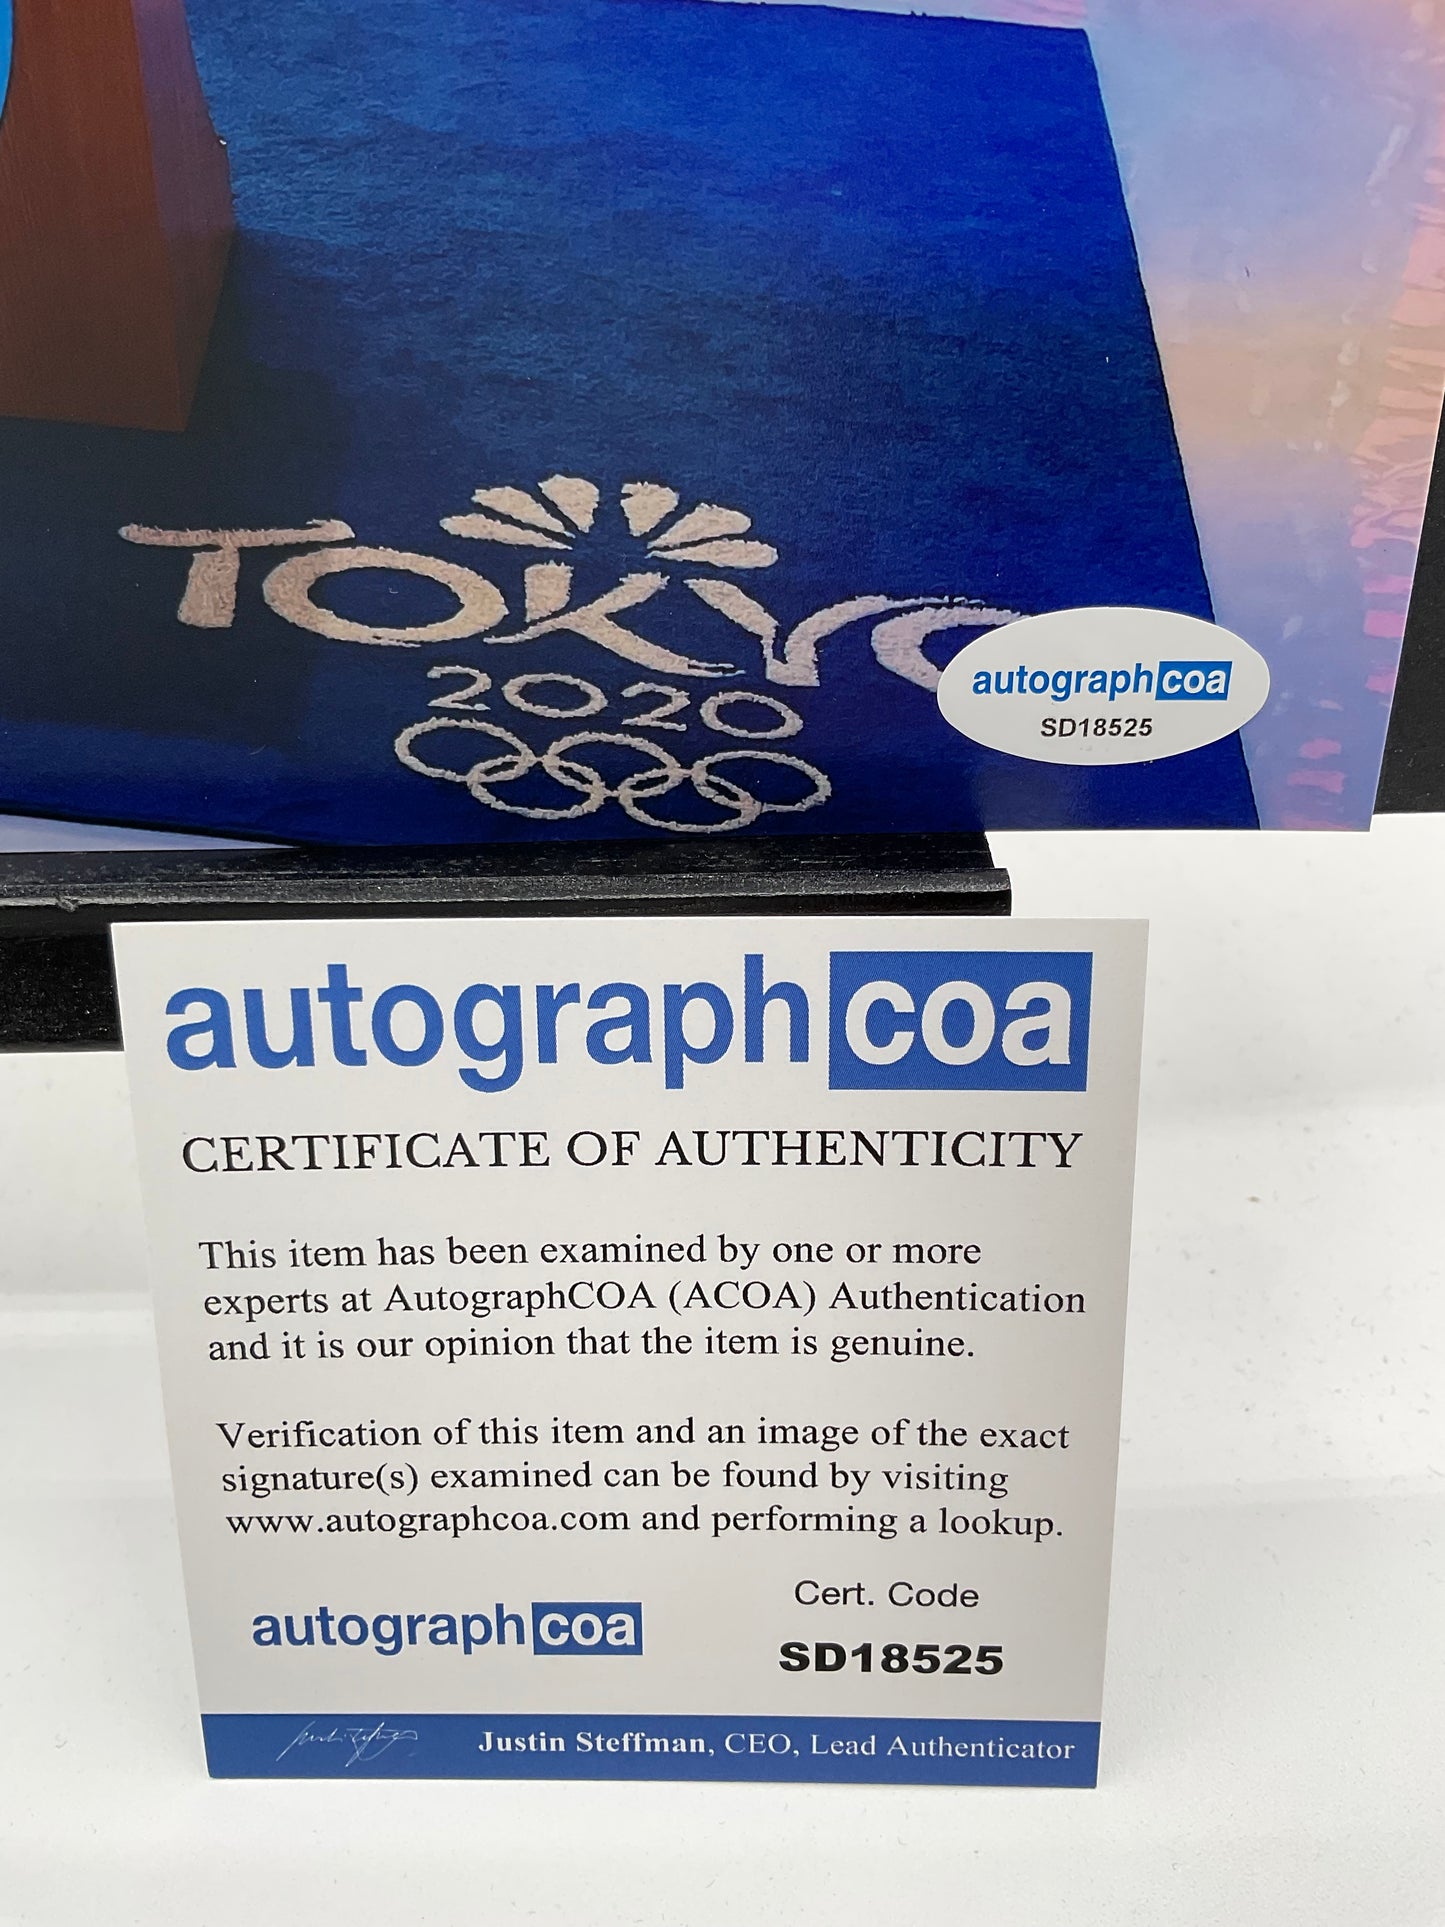 TOKYO
2020
autographcoa
SD18525
autographcoa
CERTIFICATE OF AUTHENTICITY
This item has been examined by one or more
experts at AutographCOA (ACOA) Authentication
and it is our opinion that the item is genuine.
Verification of this item and an image of the exact
signature(s) examined can be found by visiting
www.autographcoa.com and performing a lookup.
Cert. Code
autographcoa
SD18525
Justin Steffman, CEO, Lead Authenticator